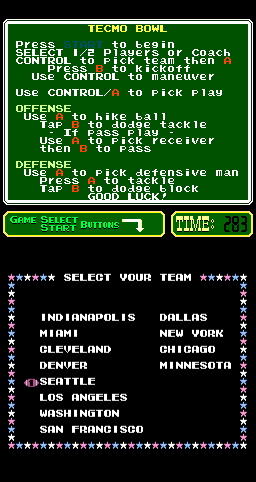 TECMO BOWL
Press START to begin
SELECT 1/2 Players or Coach
CONTROL to pick team then A
Press B to kickoff
Use CONTROL to maneuver
Use CONTROL/A to pick play
OFFENSE
Use A to hike ball
Tap B to dodge tackle
- If pass play -
Use A to pick receiver
then B to pass
DEFENSE
Use A to pick defensive man
Press A to tackle
Tap B to dodge block
GOOD LUCK!
GAME SELECT
START BUTTONS
TIME: 283
SELECT YOUR TEAM
INDIANAPOLIS DALLAS
MIAMI NEW YORK
CLEVELAND CHICAGO
DENVER MINNESOTA
SEATTLE
LOS ANGELES
WASHINGTON
SAN FRANCISCO